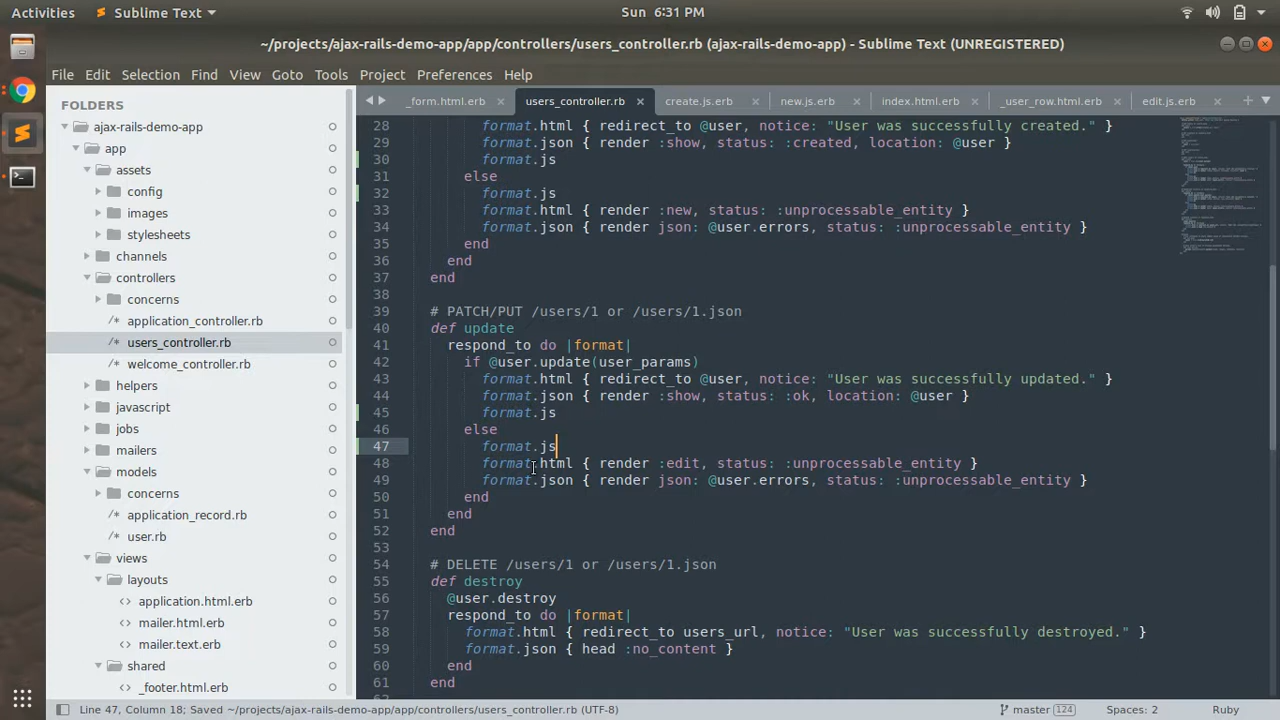 Activities
Sublime Text
Sun 6:31 PM
~/projects/ajax-rails-demo-app/app/controllers/users_controller.rb (ajax-rails-demo-app) - Sublime Text (UNREGISTERED)
File Edit Selection Find View Goto Tools Project Preferences Help
FOLDERS
ajax-rails-demo-app
app
assets
config
images
stylesheets
channels
controllers
concerns
/* application_controller.rb
/* users_controller.rb
/* welcome_controller.rb
helpers
javascript
jobs
mailers
models
concerns
/* application_record.rb
/* user.rb
views
layouts
<> application.html.erb
<> mailer.html.erb
<> mailer.text.erb
shared
<> _footer.html.erb
_form.html.erb × users_controller.rb × create.js.erb × new.js.erb × index.html.erb × _user_row.html.erb × edit.js.erb × +
28 format.html { redirect_to @user, notice: "User was successfully created." }
29 format.json { render :show, status: :created, location: @user }
30 format.js
31 else
32 format.js
33 format.html { render :new, status: :unprocessable_entity }
34 format.json { render json: @user.errors, status: :unprocessable_entity }
35 end
36 end
37 end
38
39 # PATCH/PUT /users/1 or /users/1.json
40 def update
41 respond_to do |format|
42 if @user.update(user_params)
43 format.html { redirect_to @user, notice: "User was successfully updated." }
44 format.json { render :show, status: :ok, location: @user }
45 format.js
46 else
47 format.js
48 format.html { render :edit, status: :unprocessable_entity }
49 format.json { render json: @user.errors, status: :unprocessable_entity }
50 end
51 end
52 end
53
54 # DELETE /users/1 or /users/1.json
55 def destroy
56 @user.destroy
57 respond_to do |format|
58 format.html { redirect_to users_url, notice: "User was successfully destroyed." }
59 format.json { head :no_content }
60 end
61 end
Line 47, Column 18; Saved ~/projects/ajax-rails-demo-app/app/controllers/users_controller.rb (UTF-8)
master 124
Spaces: 2
Ruby